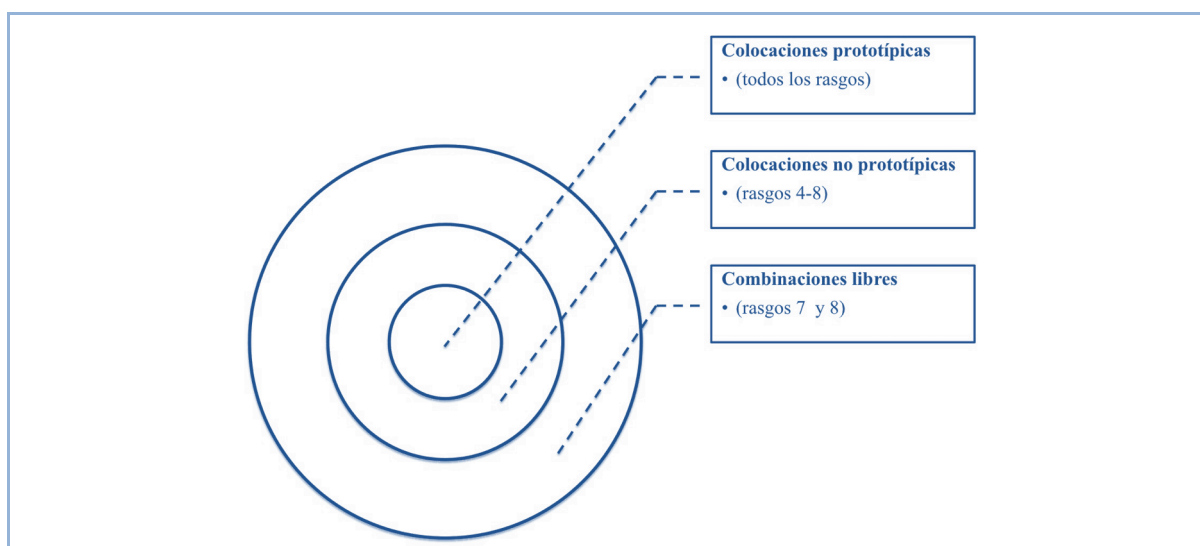 Colocaciones prototípicas
• (todos los rasgos)
Colocaciones no prototípicas
• (rasgos 4-8)
Combinaciones libres
• (rasgos 7 y 8)